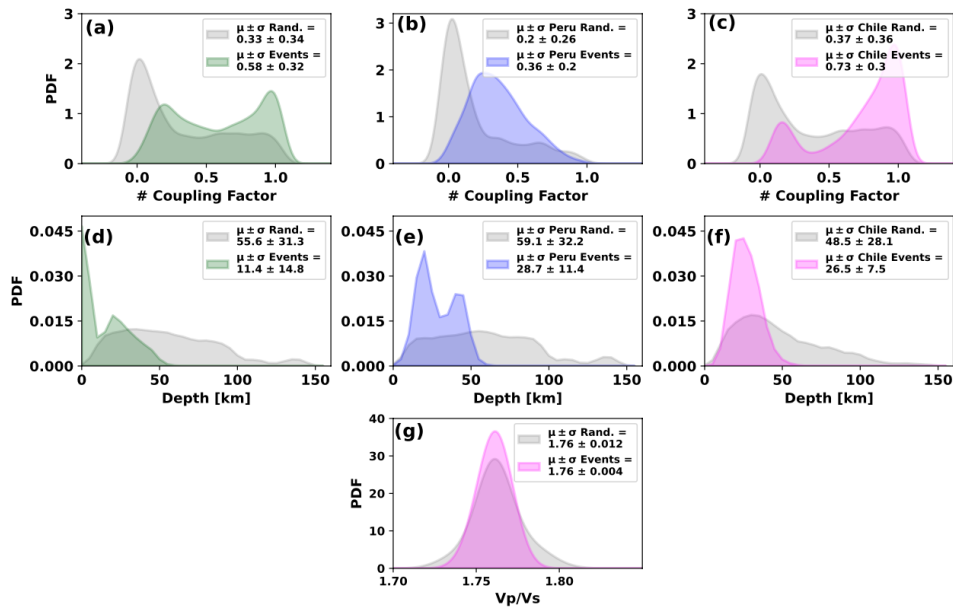 (a)
μ ± σ Rand. =
0.33 ± 0.34
μ ± σ Events =
0.58 ± 0.32
PDF
3
2
1
0
0.0 0.5 1.0
# Coupling Factor
(b)
μ ± σ Peru Rand. =
0.2 ± 0.26
μ ± σ Peru Events =
0.36 ± 0.2
3
2
1
0
0.0 0.5 1.0
# Coupling Factor
(c)
μ ± σ Chile Rand. =
0.37 ± 0.36
μ ± σ Chile Events =
0.73 ± 0.3
3
2
1
0
0.0 0.5 1.0
# Coupling Factor
(d)
μ ± σ Rand. =
55.6 ± 31.3
μ ± σ Events =
11.4 ± 14.8
PDF
0.045
0.030
0.015
0.000
0 50 100 150
Depth [km]
(e)
μ ± σ Peru Rand. =
59.1 ± 32.2
μ ± σ Peru Events =
28.7 ± 11.4
0.045
0.030
0.015
0.000
0 50 100 150
Depth [km]
(f)
μ ± σ Chile Rand. =
48.5 ± 28.1
μ ± σ Chile Events =
26.5 ± 7.5
0.045
0.030
0.015
0.000
0 50 100 150
Depth [km]
(g)
μ ± σ Rand. =
1.76 ± 0.012
μ ± σ Events =
1.76 ± 0.004
PDF
40
30
20
10
0
1.70 1.75 1.80
Vp/Vs